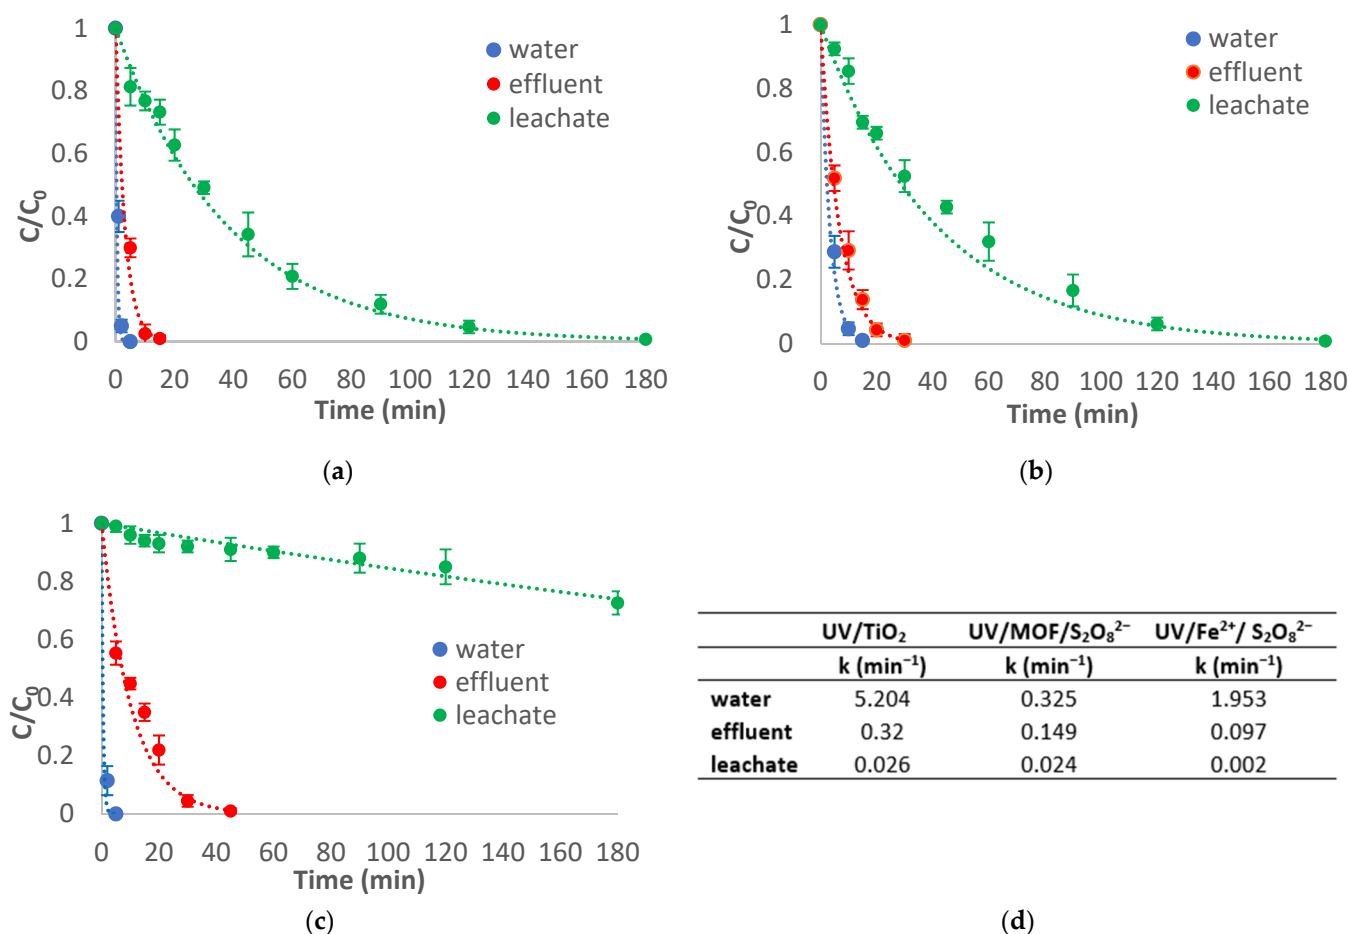 C/C0
1
0.8
0.6
0.4
0.2
0
0 20 40 60 80 100 120 140 160 180
Time (min)
water
effluent
leachate
(a)
C/C0
1
0.8
0.6
0.4
0.2
0
0 20 40 60 80 100 120 140 160 180
Time (min)
water
effluent
leachate
(b)
C/C0
1
0.8
0.6
0.4
0.2
0
0 20 40 60 80 100 120 140 160 180
Time (min)
water
effluent
leachate
(c)
UV/TiO₂ UV/MOF/S₂O₈²⁻ UV/Fe²⁺/ S₂O₈²⁻
k (min⁻¹) k (min⁻¹) k (min⁻¹)
water 5.204 0.325 1.953
effluent 0.32 0.149 0.097
leachate 0.026 0.024 0.002
(d)